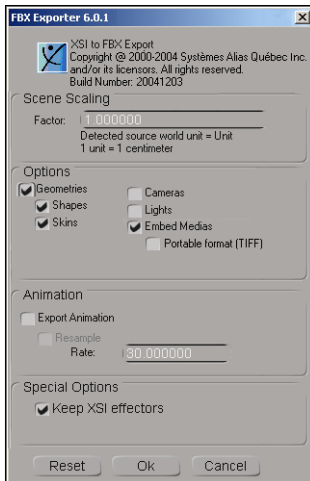 FBX Exporter 6.0.1
XSI to FBX Export
Copyright @ 2000-2004 Systèmes Alias Québec Inc.
and/or its licensors. All rights reserved.
Build Number: 20041203
Scene Scaling
Factor: 1.000000
Detected source world unit = Unit
1 unit = 1 centimeter
Options
Geometries
Shapes
Skins
Cameras
Lights
Embed Medias
Portable format (TIFF)
Animation
Export Animation
Resample
Rate: 30.000000
Special Options
Keep XSI effectors
Reset Ok Cancel